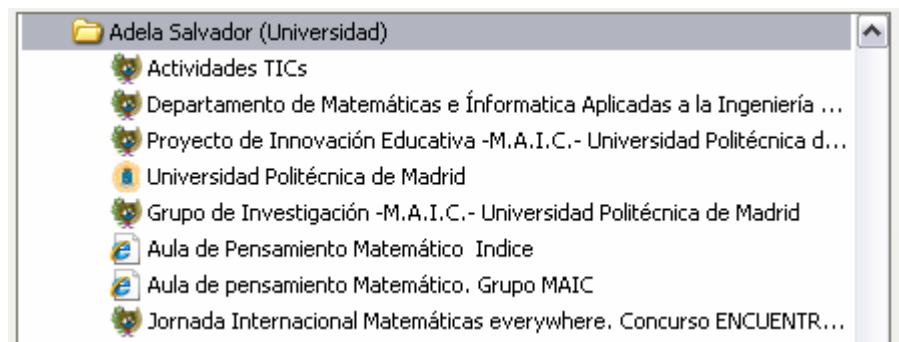 Adela Salvador (Universidad)
Actividades TICs
Departamento de Matemáticas e Ínformatica Aplicadas a la Ingeniería ...
Proyecto de Innovación Educativa -M.A.I.C.- Universidad Politécnica d...
Universidad Politécnica de Madrid
Grupo de Investigación -M.A.I.C.- Universidad Politécnica de Madrid
Aula de Pensamiento Matemático  Indice
Aula de pensamiento Matemático. Grupo MAIC
Jornada Internacional Matemáticas everywhere. Concurso ENCUENTR...